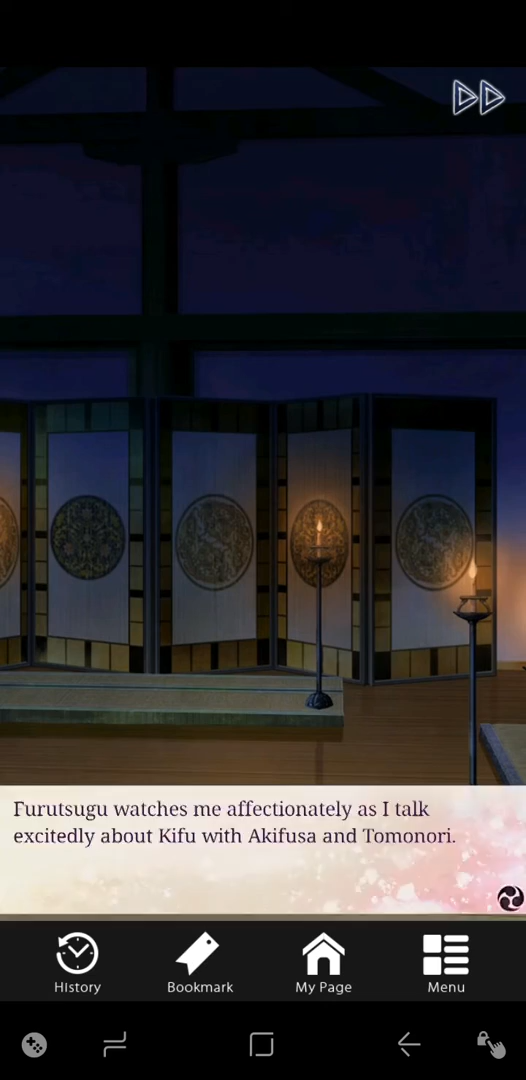 Furutsugu watches me affectionately as I talk
excitedly about Kifu with Akifusa and Tomonori.
History
Bookmark
My Page
Menu